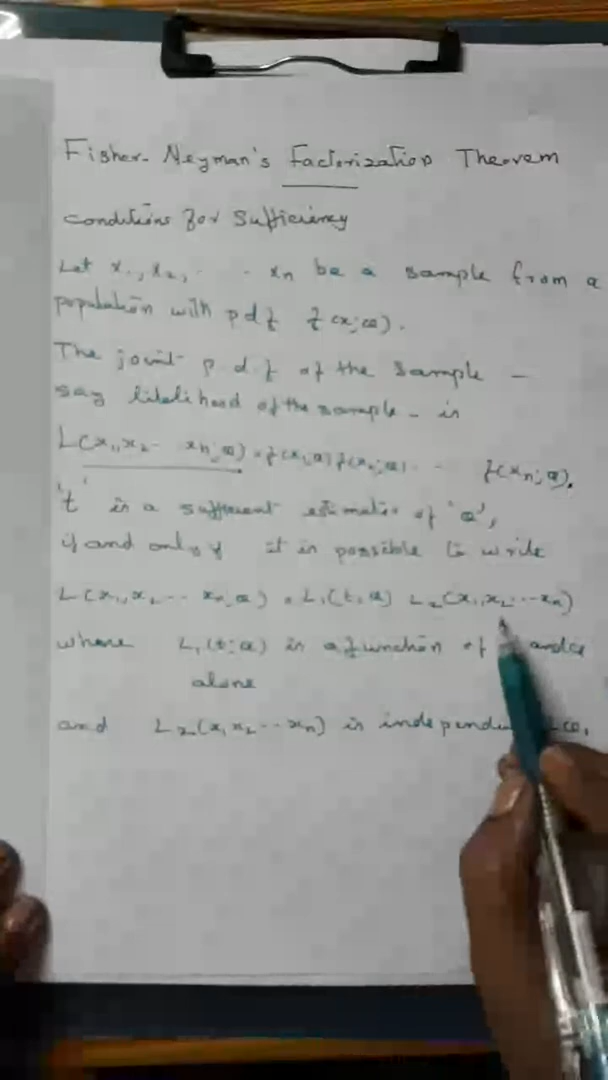 Fisher-Neyman's Factorization Theorem
Conditions for Sufficiency
Let x₁, x₂, . . . xn be a sample from a
population with pdf f(x; θ).
The joint p.d.f of the sample –
say likelihood of the sample - is
L(x₁, x₂ - xn; θ) = f(x₁, θ) f(x₂; θ) - - f(xn; θ).
't' is a sufficient estimator of 'θ',
if and only if it is possible to write
L(x₁, x₂ - - - xn; θ) = L₁(t, θ) L₂(x₁, x₂ - - xn)
where L₁(t; θ) is a function of and θ
alone
and L₂(x₁ x₂ - - xn) is θ.